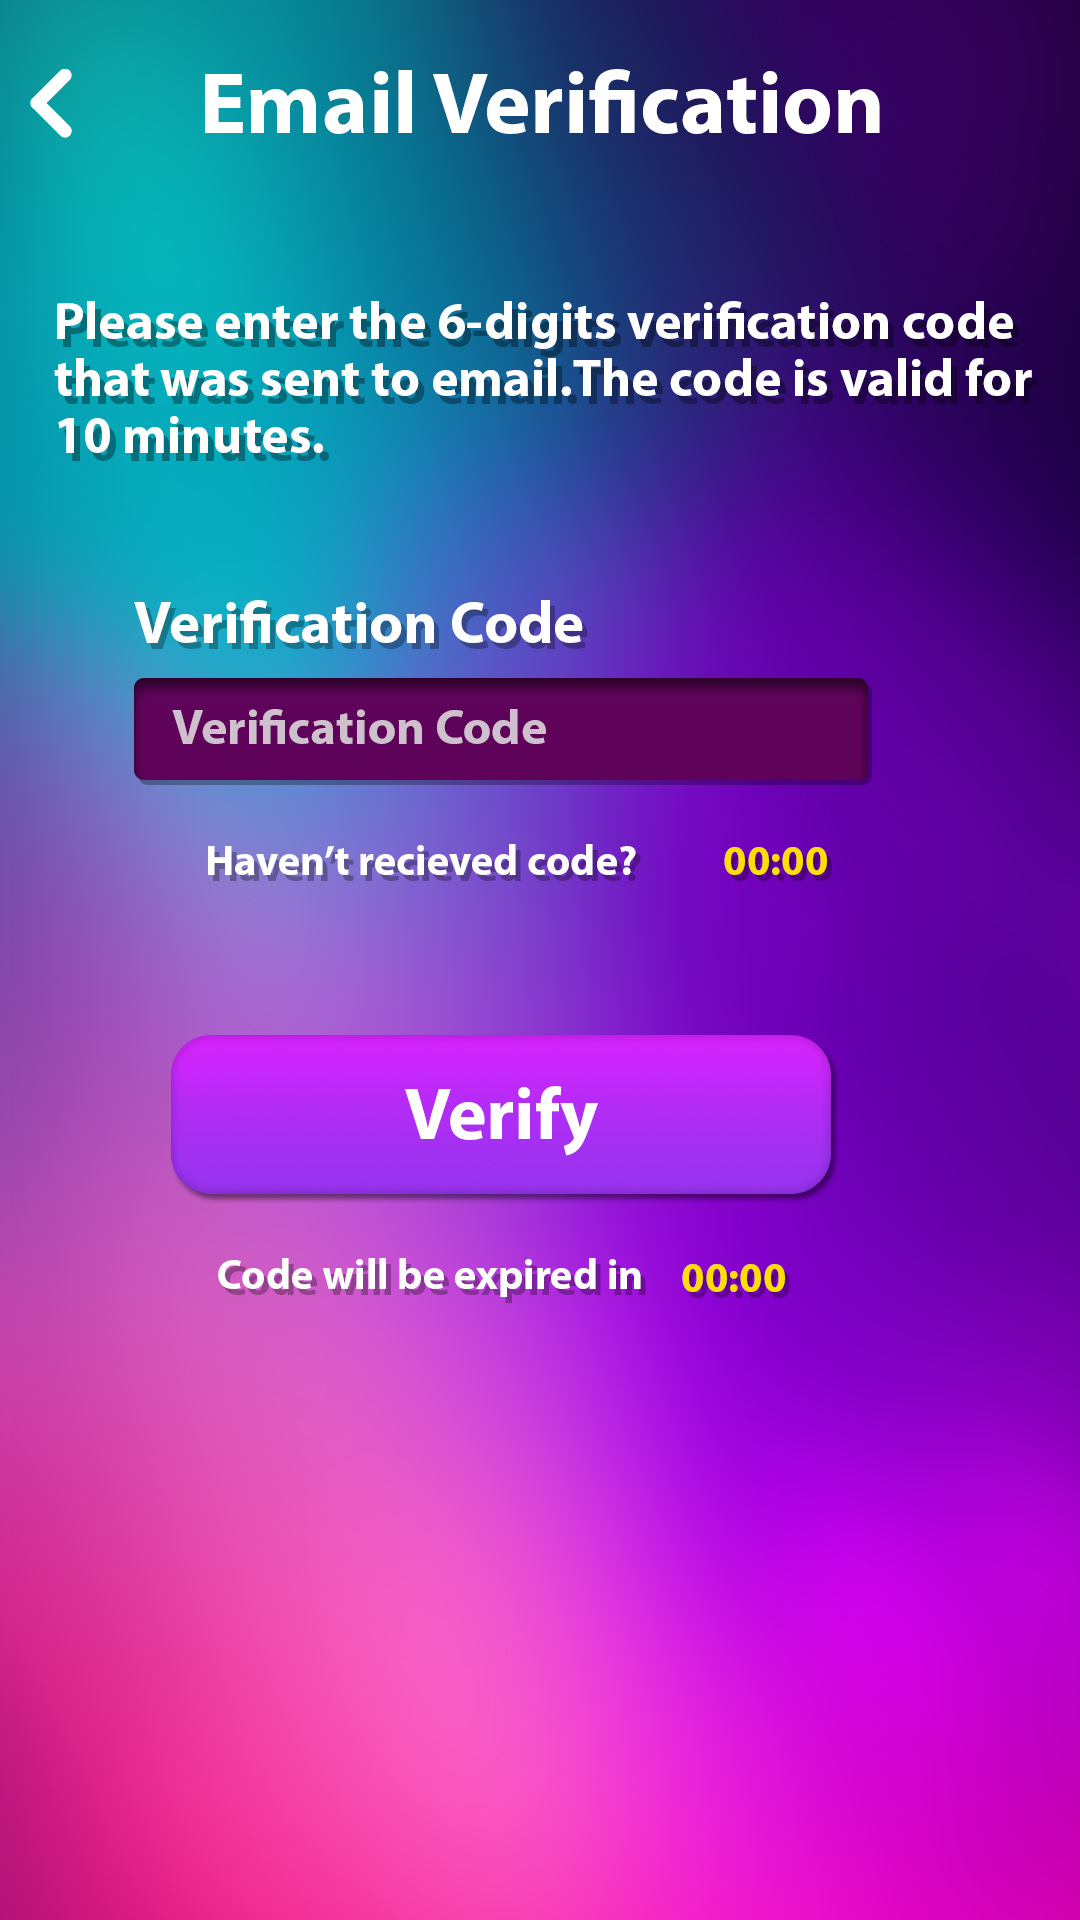 Email Verification
Please enter the 6-digits verification code
that was sent to email.The code is valid for
10 minutes.
Verification Code
Verification Code
Haven’t recieved code? 00:00
Verify
Code will be expired in 00:00